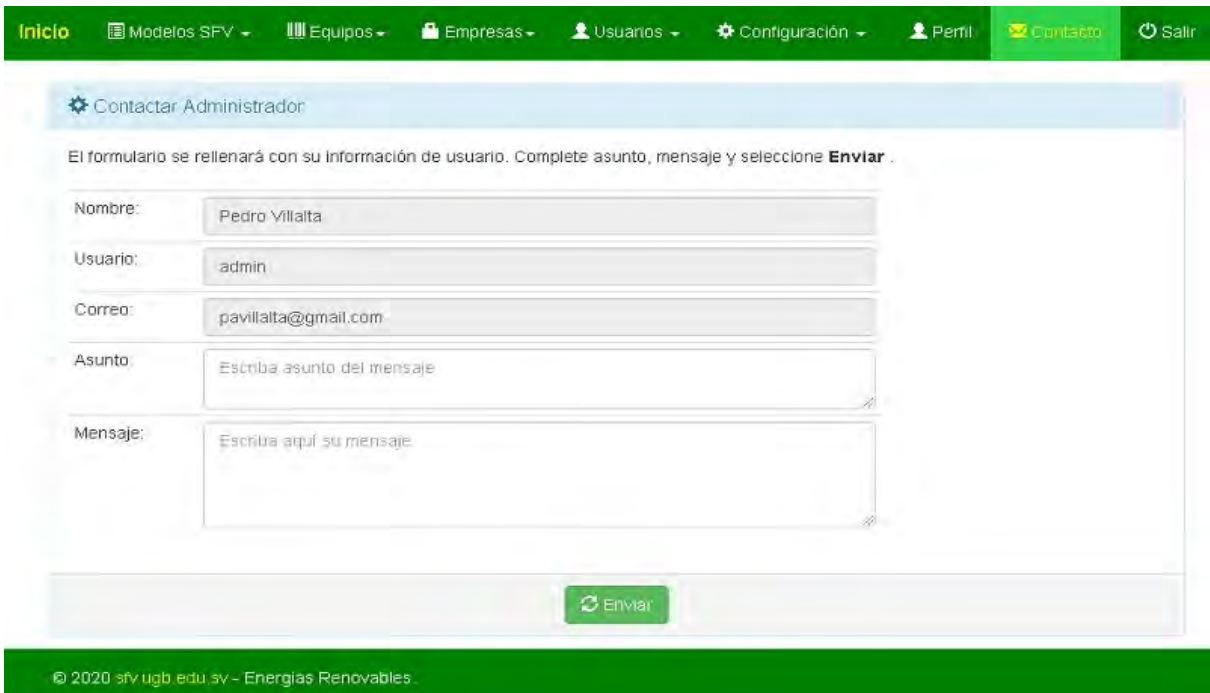 Inicio Modelos SFV Equipos Empresas Usuarios Configuración Perfil Contacto Salir
Contactar Administrador
El formulario se rellenará con su información de usuario. Complete asunto, mensaje y seleccione Enviar .
Nombre: Pedro Villalta
Usuario: admin
Correo: pavillalta@gmail.com
Asunto: Escriba asunto del mensaje
Mensaje: Escriba aquí su mensaje
Enviar
© 2020 sfv.ugb.edu.sv - Energías Renovables.